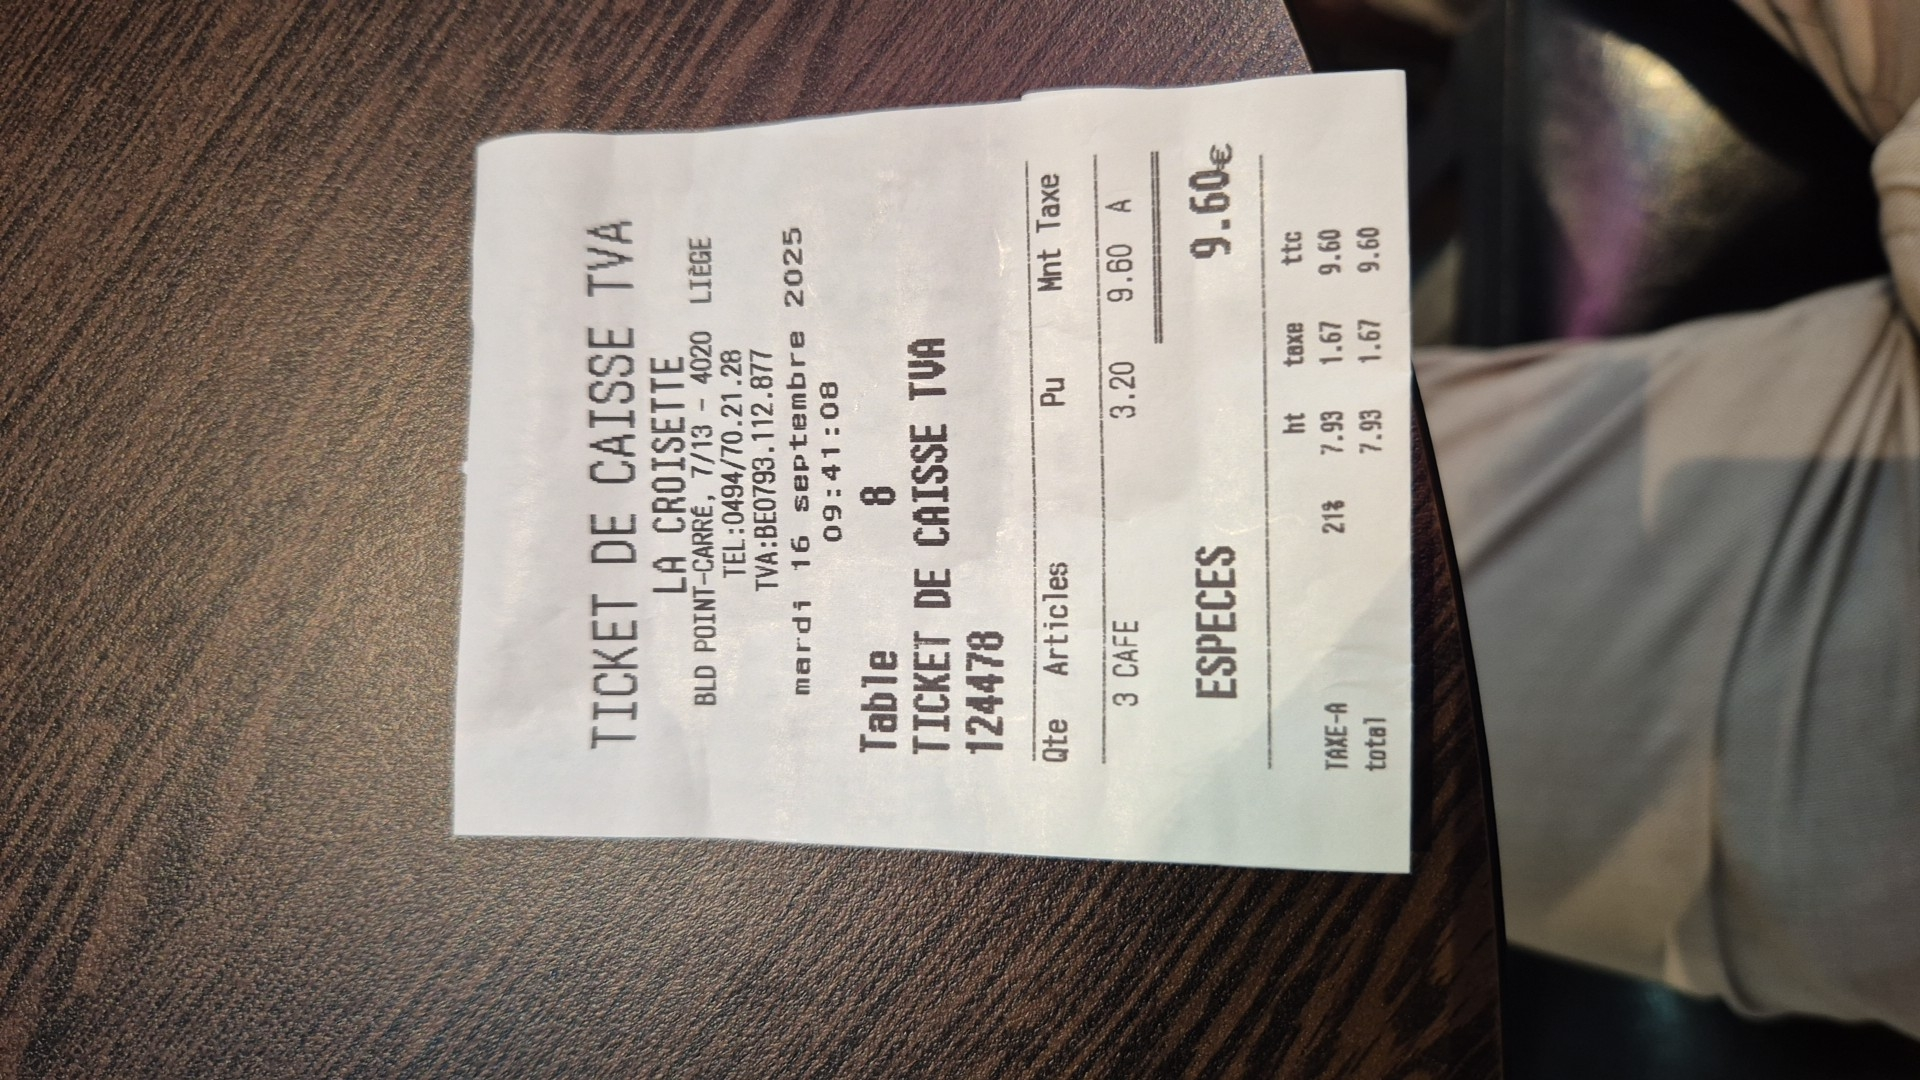 TICKET DE CAISSE TVA
LA CROISETTE
BLD POINT-CARRÉ, 7/13 - 4020 LIÈGE
TEL:0494/70.21.28
TVA:BE0793.112.877
mardi 16 septembre 2025
09:41:08
Table 8
TICKET DE CAISSE TVA
124478
Qte Articles Pu Mnt Taxe
3 CAFE 3.20 9.60 A
ESPECES 9.60€
ht taxe ttc
TAXE-A 21% 7.93 1.67 9.60
total 7.93 1.67 9.60